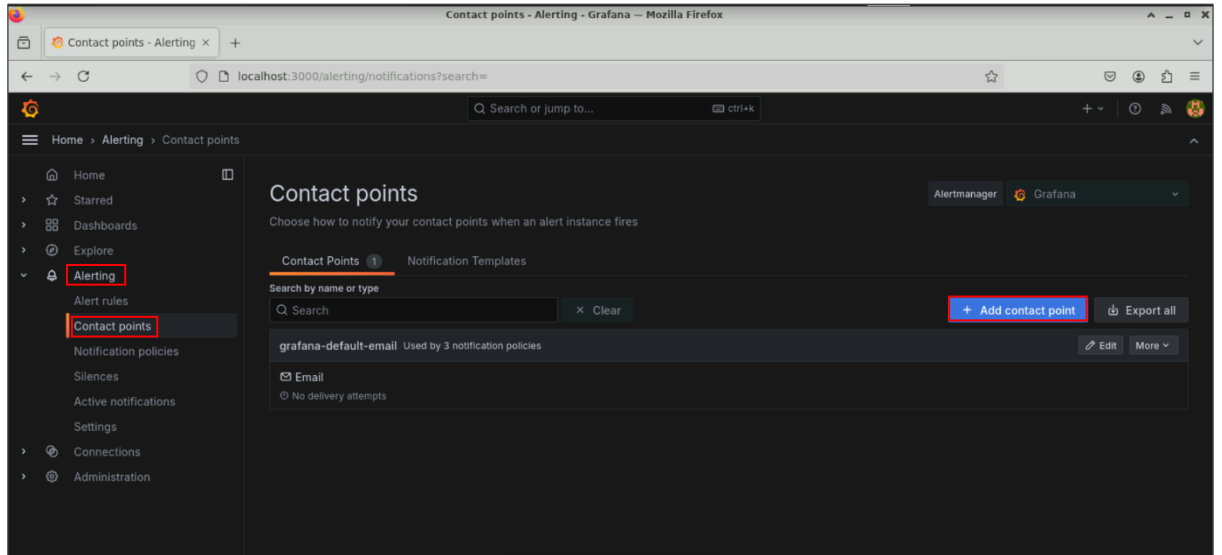 Contact points - Alerting - Grafana — Mozilla Firefox
Contact points - Alerting
localhost:3000/alerting/notifications?search=
Search or jump to... ctrl+k
Home › Alerting › Contact points
Home
Starred
Dashboards
Explore
Alerting
Alert rules
Contact points
Notification policies
Silences
Active notifications
Settings
Connections
Administration
Contact points
Alertmanager Grafana
Choose how to notify your contact points when an alert instance fires
Contact Points 1 Notification Templates
Search by name or type
Search Clear + Add contact point Export all
grafana-default-email Used by 3 notification policies Edit More
Email
No delivery attempts